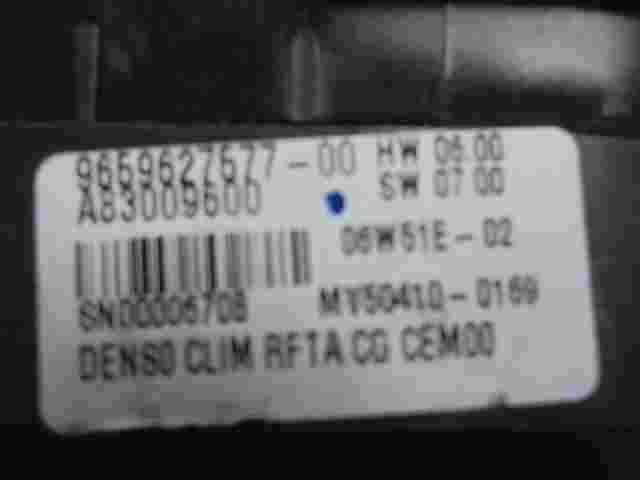 9659627577-00 HW 06.00
A83009600 SW 07 00
06W51E-02
SN00006708 MY50410-0169
DENSO CLIM RFTA CG CEM00